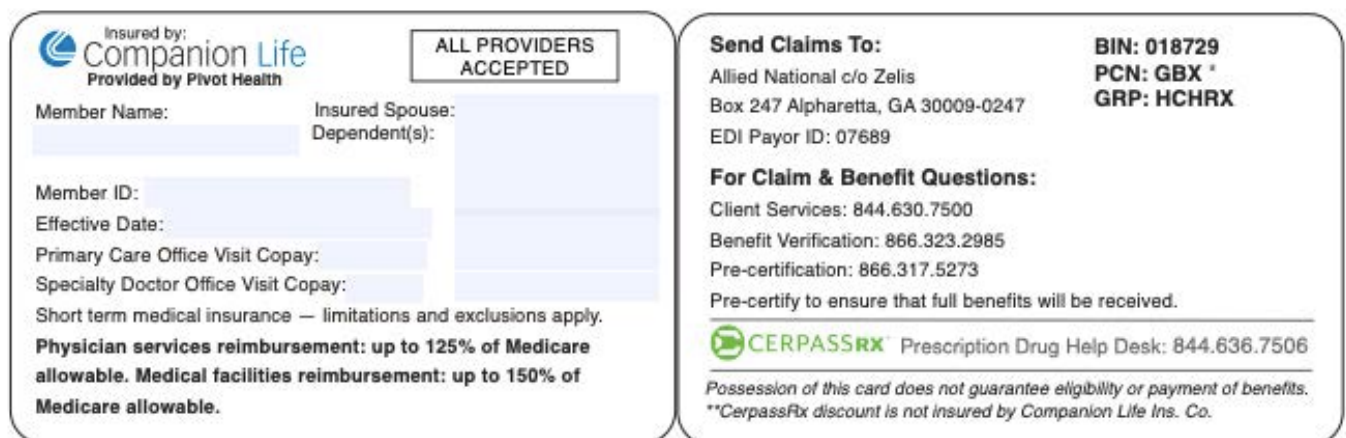 Insured by:
Companion Life
Provided by Pivot Health
ALL PROVIDERS
ACCEPTED
Member Name:
Insured Spouse:
Dependent(s):
Member ID:
Effective Date:
Primary Care Office Visit Copay:
Specialty Doctor Office Visit Copay:
Short term medical insurance — limitations and exclusions apply.
Physician services reimbursement: up to 125% of Medicare
allowable. Medical facilities reimbursement: up to 150% of
Medicare allowable.
Send Claims To:
Allied National c/o Zelis
Box 247 Alpharetta, GA 30009-0247
EDI Payor ID: 07689
BIN: 018729
PCN: GBX *
GRP: HCHRX
For Claim & Benefit Questions:
Client Services: 844.630.7500
Benefit Verification: 866.323.2985
Pre-certification: 866.317.5273
Pre-certify to ensure that full benefits will be received.
CERPASSRX Prescription Drug Help Desk: 844.636.7506
Possession of this card does not guarantee eligibility or payment of benefits.
**CerpassRx discount is not insured by Companion Life Ins. Co.